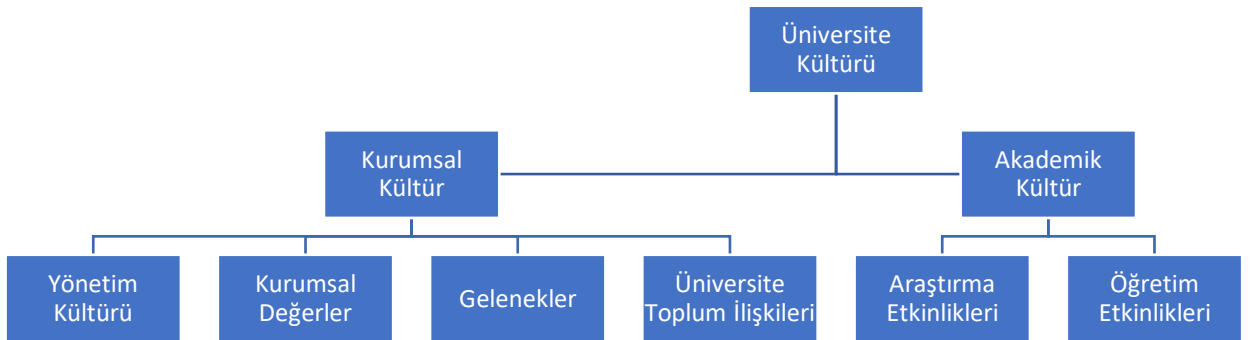 Üniversite
Kültürü
Kurumsal
Kültür
Akademik
Kültür
Yönetim
Kültürü
Kurumsal
Değerler
Gelenekler
Üniversite
Toplum İlişkileri
Araştırma
Etkinlikleri
Öğretim
Etkinlikleri